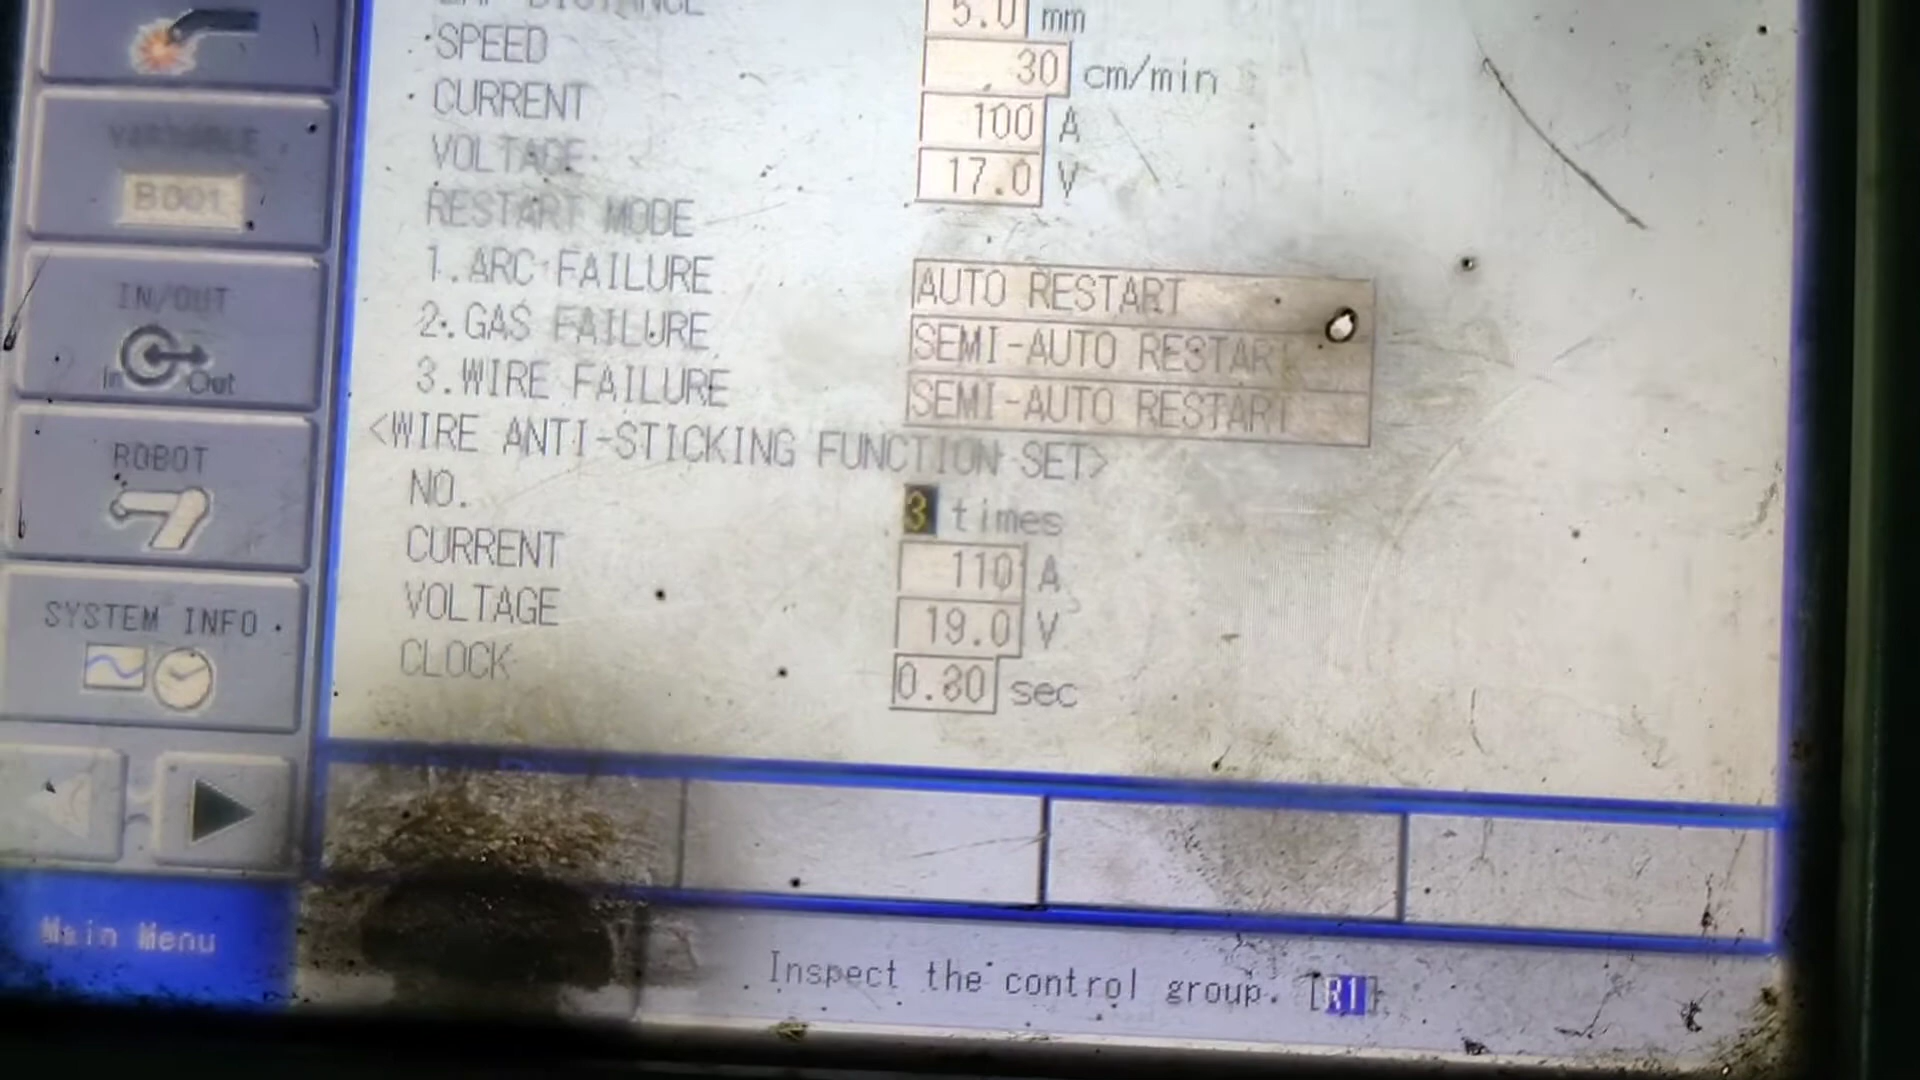 LAP DISTANCE 5.0 mm
SPEED 30 cm/min
CURRENT 100 A
VOLTAGE 17.0 V
RESTART MODE
1.ARC FAILURE AUTO RESTART
2.GAS FAILURE SEMI-AUTO RESTART
3.WIRE FAILURE SEMI-AUTO RESTART
<WIRE ANTI-STICKING FUNCTION SET>
NO. 3 times
CURRENT 110 A
VOLTAGE 19.0 V
CLOCK sec
VARIABLE
B001
IN/OUT
In Out
ROBOT
SYSTEM INFO
Main Menu
Inspect the control group. [R1]